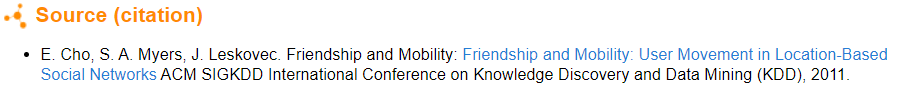 Source (citation)
• E. Cho, S. A. Myers, J. Leskovec. Friendship and Mobility: Friendship and Mobility: User Movement in Location-Based
Social Networks ACM SIGKDD International Conference on Knowledge Discovery and Data Mining (KDD), 2011.